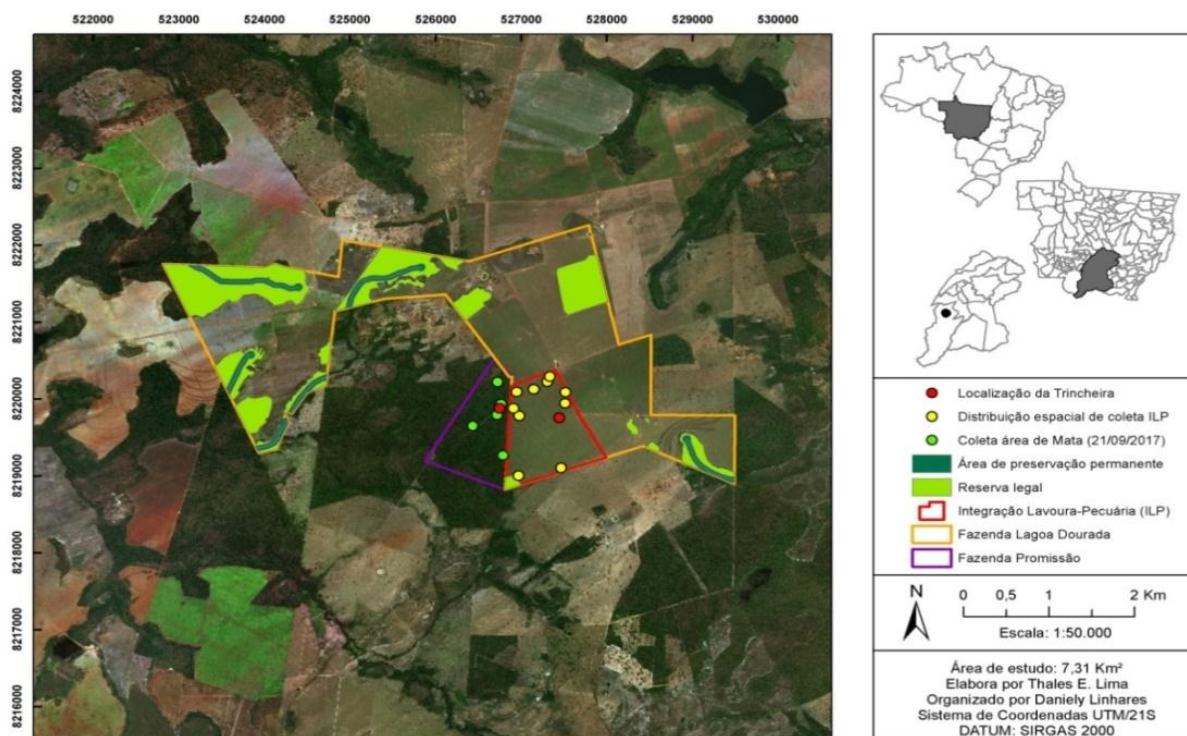 522000 523000 524000 525000 526000 527000 528000 529000 530000
8224000
8223000
8222000
8221000
8220000
8219000
8218000
8217000
8216000
Localização da Trincheira
Distribuição espacial de coleta ILP
Coleta área de Mata (21/09/2017)
Área de preservação permanente
Reserva legal
Integração Lavoura-Pecuária (ILP)
Fazenda Lagoa Dourada
Fazenda Promissão
N
0 0,5 1 2 Km
Escala: 1:50.000
Área de estudo: 7,31 Km²
Elabora por Thales E. Lima
Organizado por Daniely Linhares
Sistema de Coordenadas UTM/21S
DATUM: SIRGAS 2000